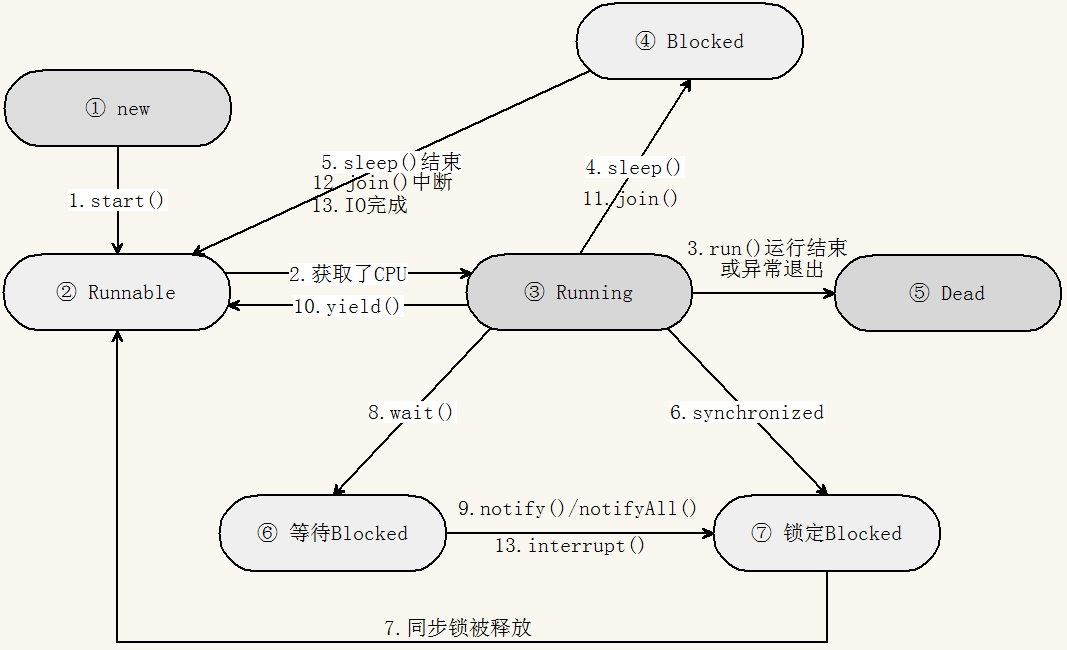 ④ Blocked
① new
5.sleep()结束
12.join()中断
13.IO完成
4.sleep()
11.join()
1.start()
3.run()运行结束
或异常退出
② Runnable
2.获取了CPU
10.yield()
③ Running
⑤ Dead
8.wait()
6.synchronized
⑥ 等待Blocked
9.notify()/notifyAll()
13.interrupt()
⑦ 锁定Blocked
7.同步锁被释放